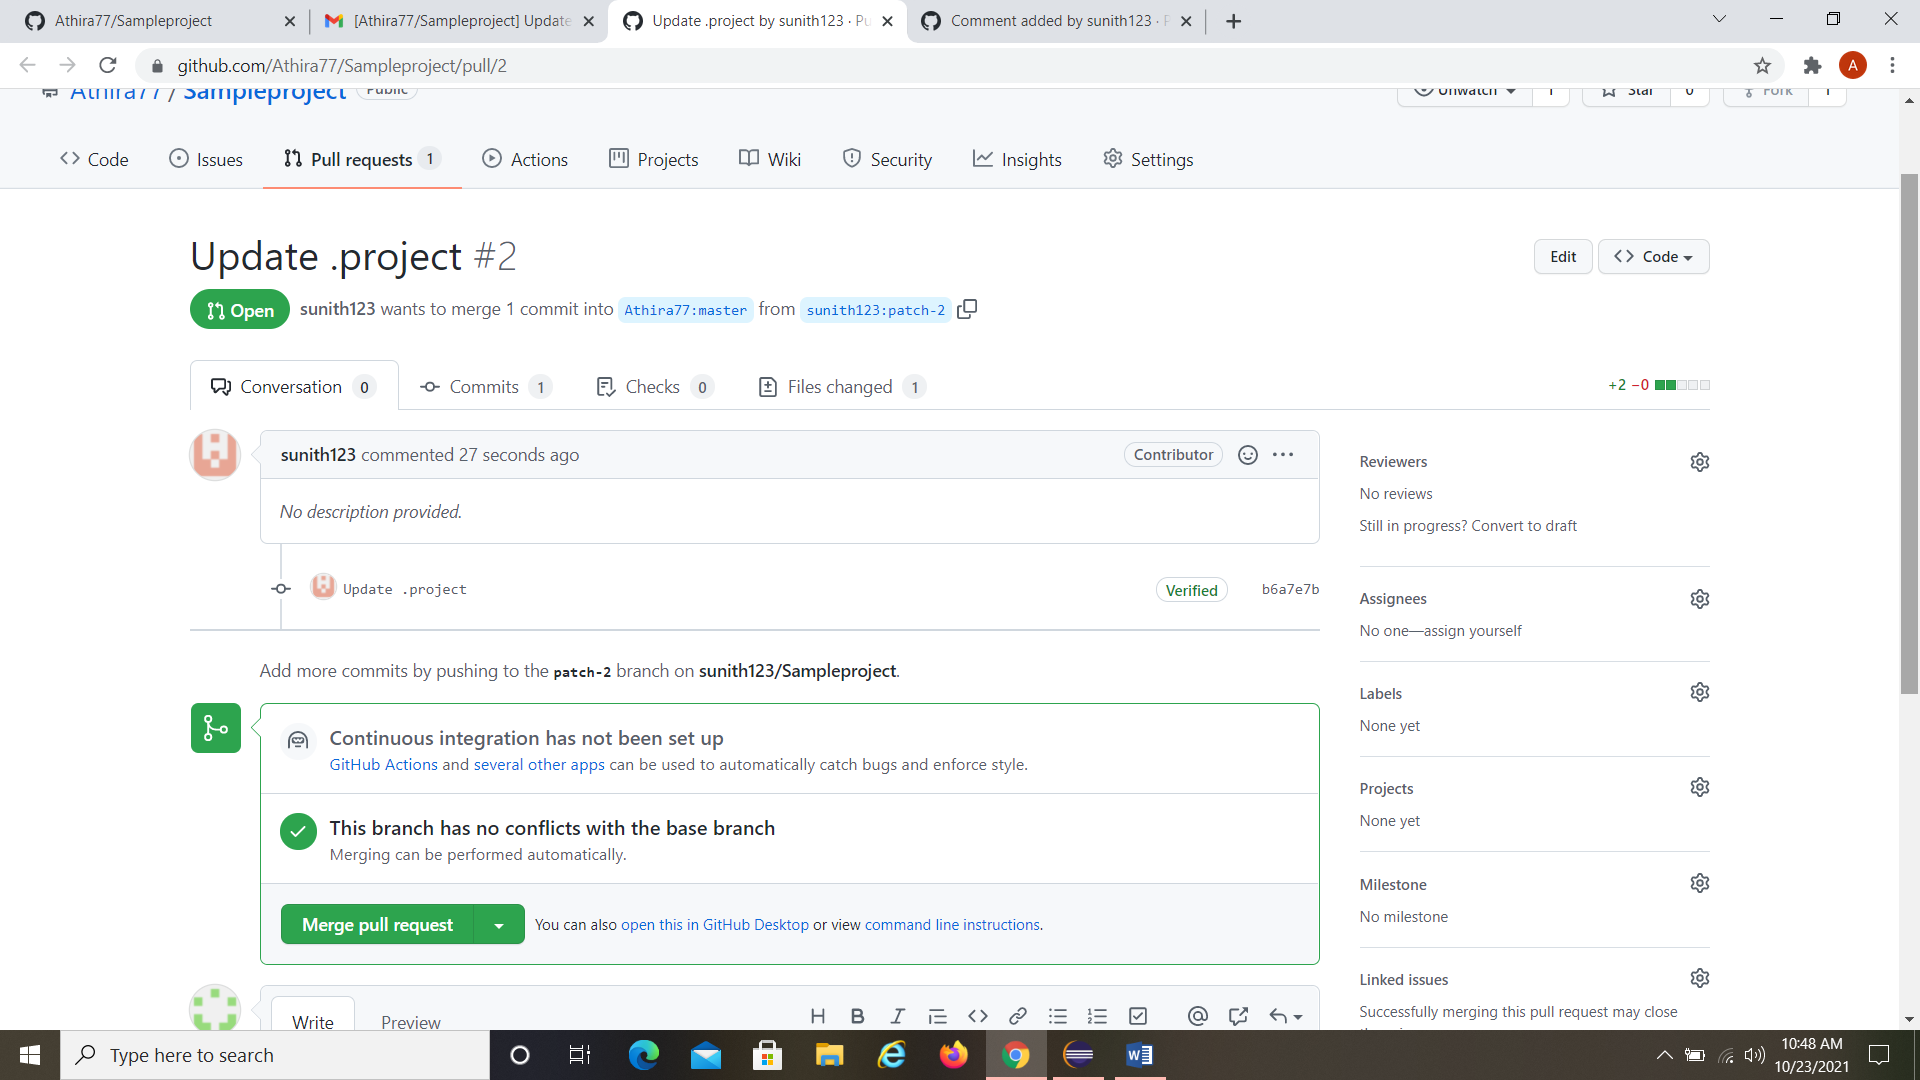 Athira77/Sampleproject
[Athira77/Sampleproject] Update
Update .project by sunith123 · Pu
Comment added by sunith123 · P
github.com/Athira77/Sampleproject/pull/2
A
Athira77 / Sampleproject Public
Unwatch 1 Star 0 Fork 1
Code Issues Pull requests 1 Actions Projects Wiki Security Insights Settings
Update .project #2
Edit Code
Open sunith123 wants to merge 1 commit into Athira77:master from sunith123:patch-2
Conversation 0 Commits 1 Checks 0 Files changed 1 +2 −0
sunith123 commented 27 seconds ago Contributor
No description provided.
Update .project Verified b6a7e7b
Add more commits by pushing to the patch-2 branch on sunith123/Sampleproject.
Continuous integration has not been set up
GitHub Actions and several other apps can be used to automatically catch bugs and enforce style.
This branch has no conflicts with the base branch
Merging can be performed automatically.
Merge pull request You can also open this in GitHub Desktop or view command line instructions.
Write Preview
Reviewers
No reviews
Still in progress? Convert to draft
Assignees
No one—assign yourself
Labels
None yet
Projects
None yet
Milestone
No milestone
Linked issues
Successfully merging this pull request may close
Type here to search
10:48 AM
10/23/2021